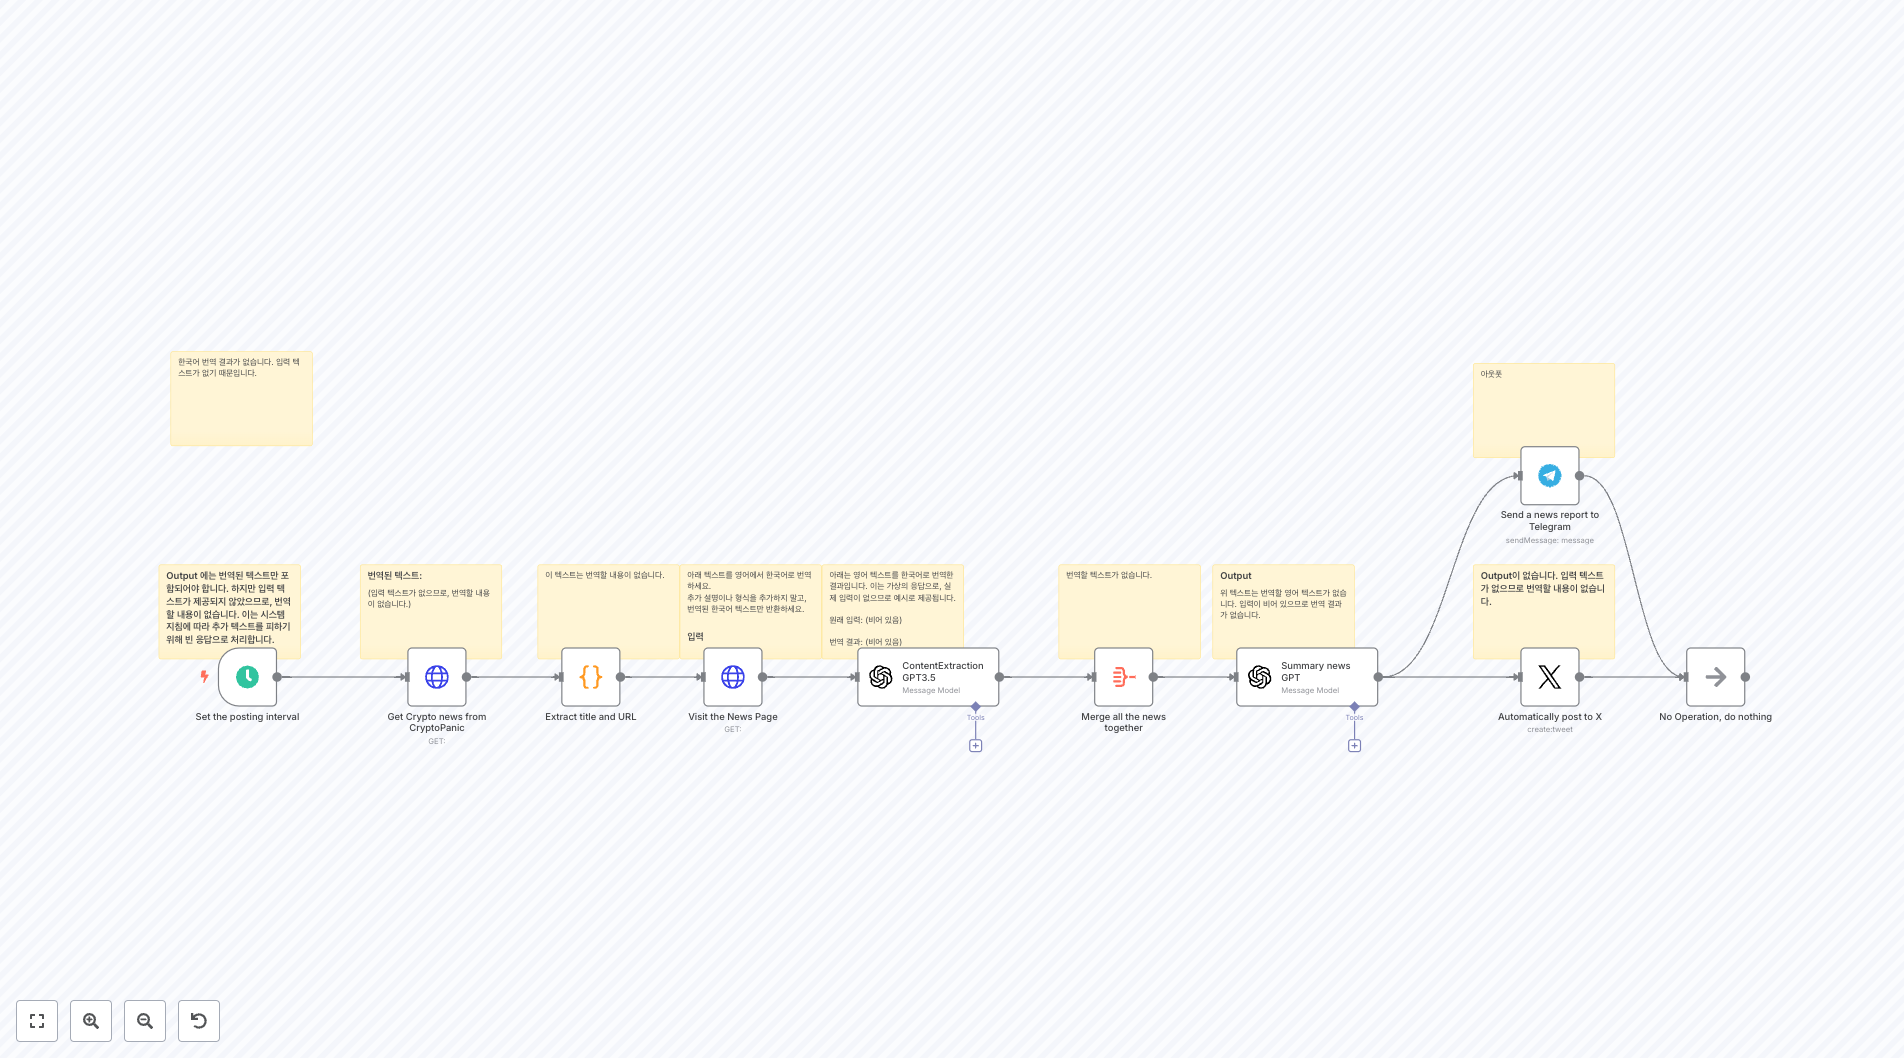 한국어 번역 결과가 없습니다. 입력 텍
스트가 없기 때문입니다.
아웃풋
Send a news report to
Telegram
sendMessage: message
Output 에는 번역된 텍스트만 포
함되어야 합니다. 하지만 입력 텍
스트가 제공되지 않았으므로, 번역
할 내용이 없습니다. 이는 시스템
지침에 따라 추가 텍스트를 피하기
위해 빈 응답으로 처리합니다.
번역된 텍스트:
(입력 텍스트가 없으므로, 번역할 내용
이 없습니다.)
이 텍스트는 번역할 내용이 없습니다.
아래 텍스트를 영어에서 한국어로 번역
하세요.
추가 설명이나 형식을 추가하지 말고,
번역된 한국어 텍스트만 반환하세요.
입력
아래는 영어 텍스트를 한국어로 번역한
결과입니다. 이는 가상의 응답으로, 실
제 입력이 없으므로 예시로 제공됩니다.
원래 입력: (비어 있음)
번역 결과: (비어 있음)
번역할 텍스트가 없습니다.
Output
위 텍스트는 번역할 영어 텍스트가 없습
니다. 입력이 비어 있으므로 번역 결과
가 없습니다.
Output이 없습니다. 입력 텍스트
가 없으므로 번역할 내용이 없습니
다.
Set the posting interval
Get Crypto news from
CryptoPanic
GET:
Extract title and URL
Visit the News Page
GET:
ContentExtraction
GPT3.5
Message Model
Tools
Merge all the news
together
Summary news
GPT
Message Model
Tools
Automatically post to X
create:tweet
No Operation, do nothing